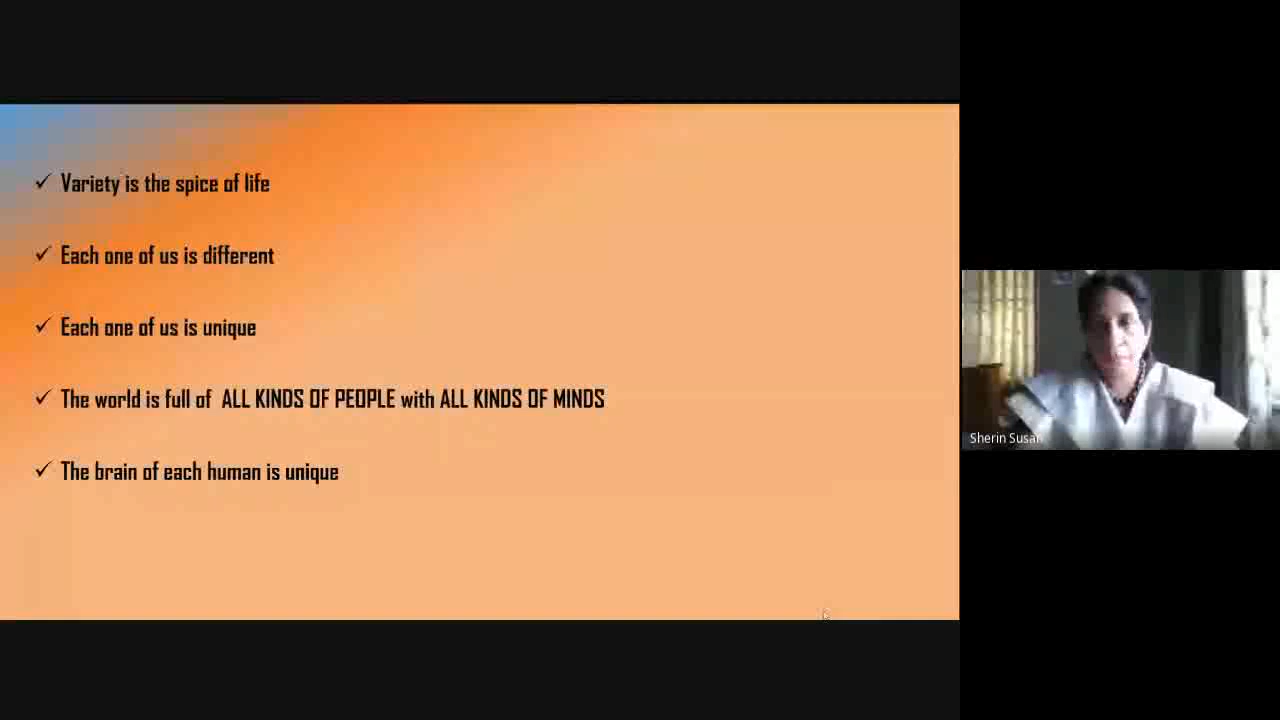 Variety is the spice of life
Each one of us is different
Each one of us is unique
The world is full of ALL KINDS OF PEOPLE with ALL KINDS OF MINDS
The brain of each human is unique
Sherin Susan